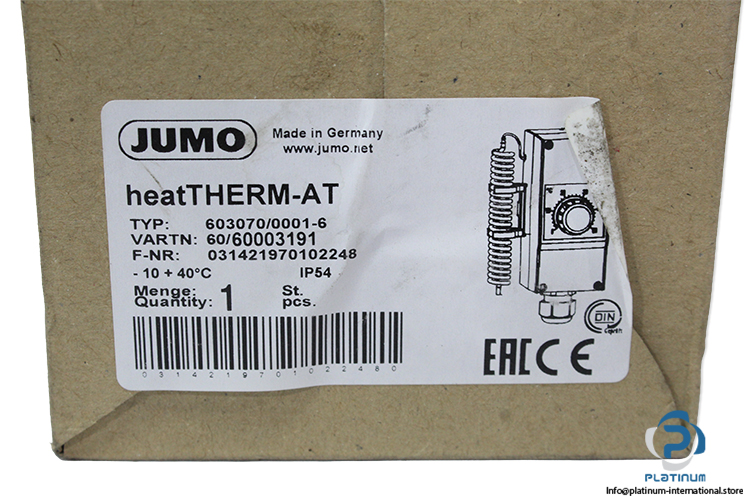 JUMO
Made in Germany
www.jumo.net
heatTHERM-AT
TYP: 603070/0001-6
VARTN: 60/60003191
F-NR: 031421970102248
- 10 + 40°C IP54
Menge: St.
Quantity: 1 pcs.
0314219701022480
DIN
EAC CE
PLATINUM
Info@platinum-international.store